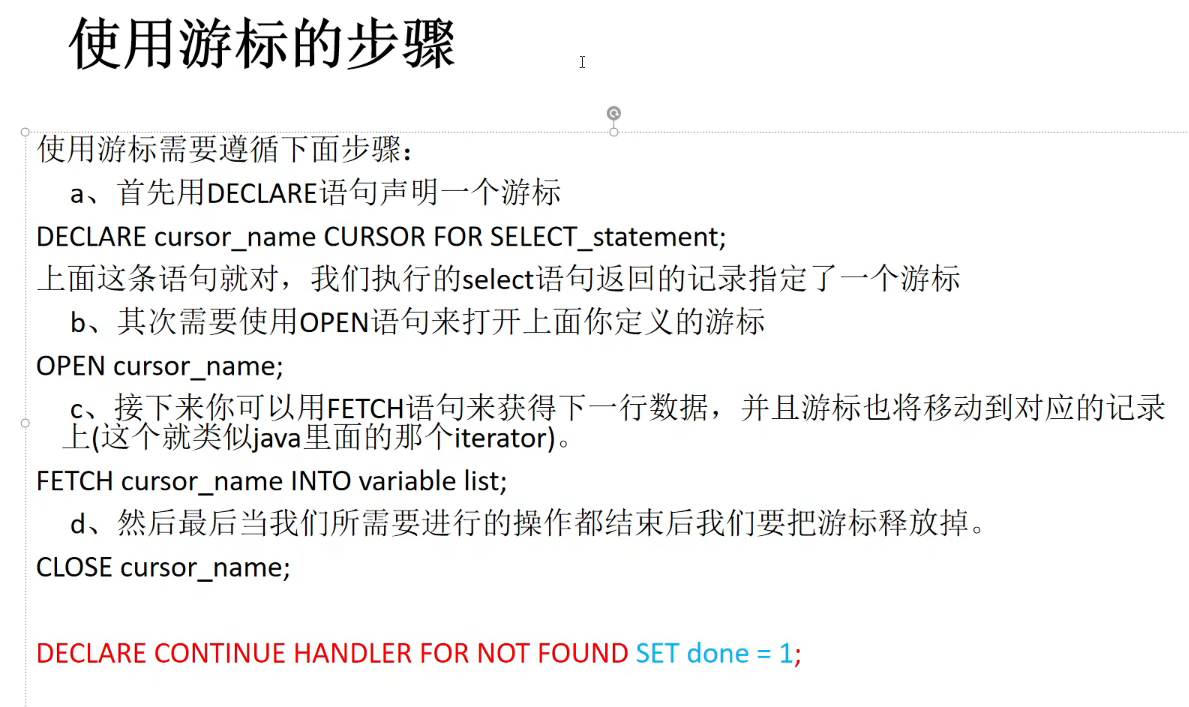 使用游标的步骤
使用游标需要遵循下面步骤：
a、首先用DECLARE语句声明一个游标
DECLARE cursor_name CURSOR FOR SELECT_statement;
上面这条语句就对，我们执行的select语句返回的记录指定了一个游标
b、其次需要使用OPEN语句来打开上面你定义的游标
OPEN cursor_name;
c、接下来你可以用FETCH语句来获得下一行数据，并且游标也将移动到对应的记录
上(这个就类似java里面的那个iterator)。
FETCH cursor_name INTO variable list;
d、然后最后当我们所需要进行的操作都结束后我们要把游标释放掉。
CLOSE cursor_name;
DECLARE CONTINUE HANDLER FOR NOT FOUND SET done = 1;